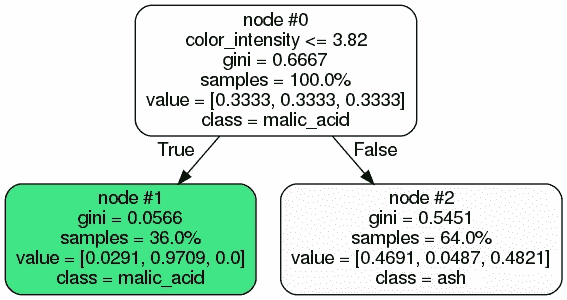 node #0
color_intensity <= 3.82
gini = 0.6667
samples = 100.0%
value = [0.3333, 0.3333, 0.3333]
class = malic_acid
True
False
node #1
gini = 0.0566
samples = 36.0%
value = [0.0291, 0.9709, 0.0]
class = malic_acid
node #2
gini = 0.5451
samples = 64.0%
value = [0.4691, 0.0487, 0.4821]
class = ash